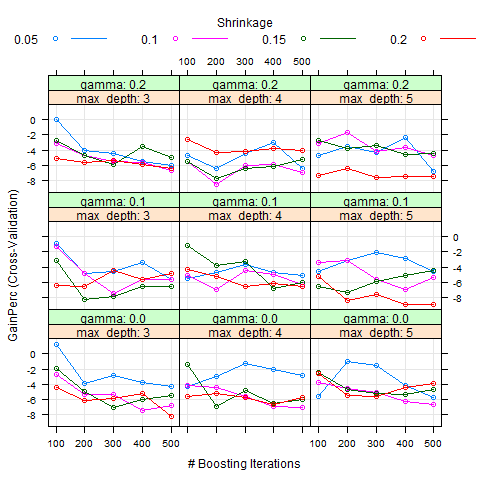 Shrinkage
0.05 0.1 0.15 0.2
100 200 300 400 500
gamma: 0.2 gamma: 0.2 gamma: 0.2
max_depth: 3 max_depth: 4 max_depth: 5
0
-2
-4
-6
-8
gamma: 0.1 gamma: 0.1 gamma: 0.1
max_depth: 3 max_depth: 4 max_depth: 5
0
-2
-4
-6
-8
gamma: 0.0 gamma: 0.0 gamma: 0.0
max_depth: 3 max_depth: 4 max_depth: 5
0
-2
-4
-6
-8
100 200 300 400 500 100 200 300 400 500
# Boosting Iterations
GainPerc (Cross-Validation)